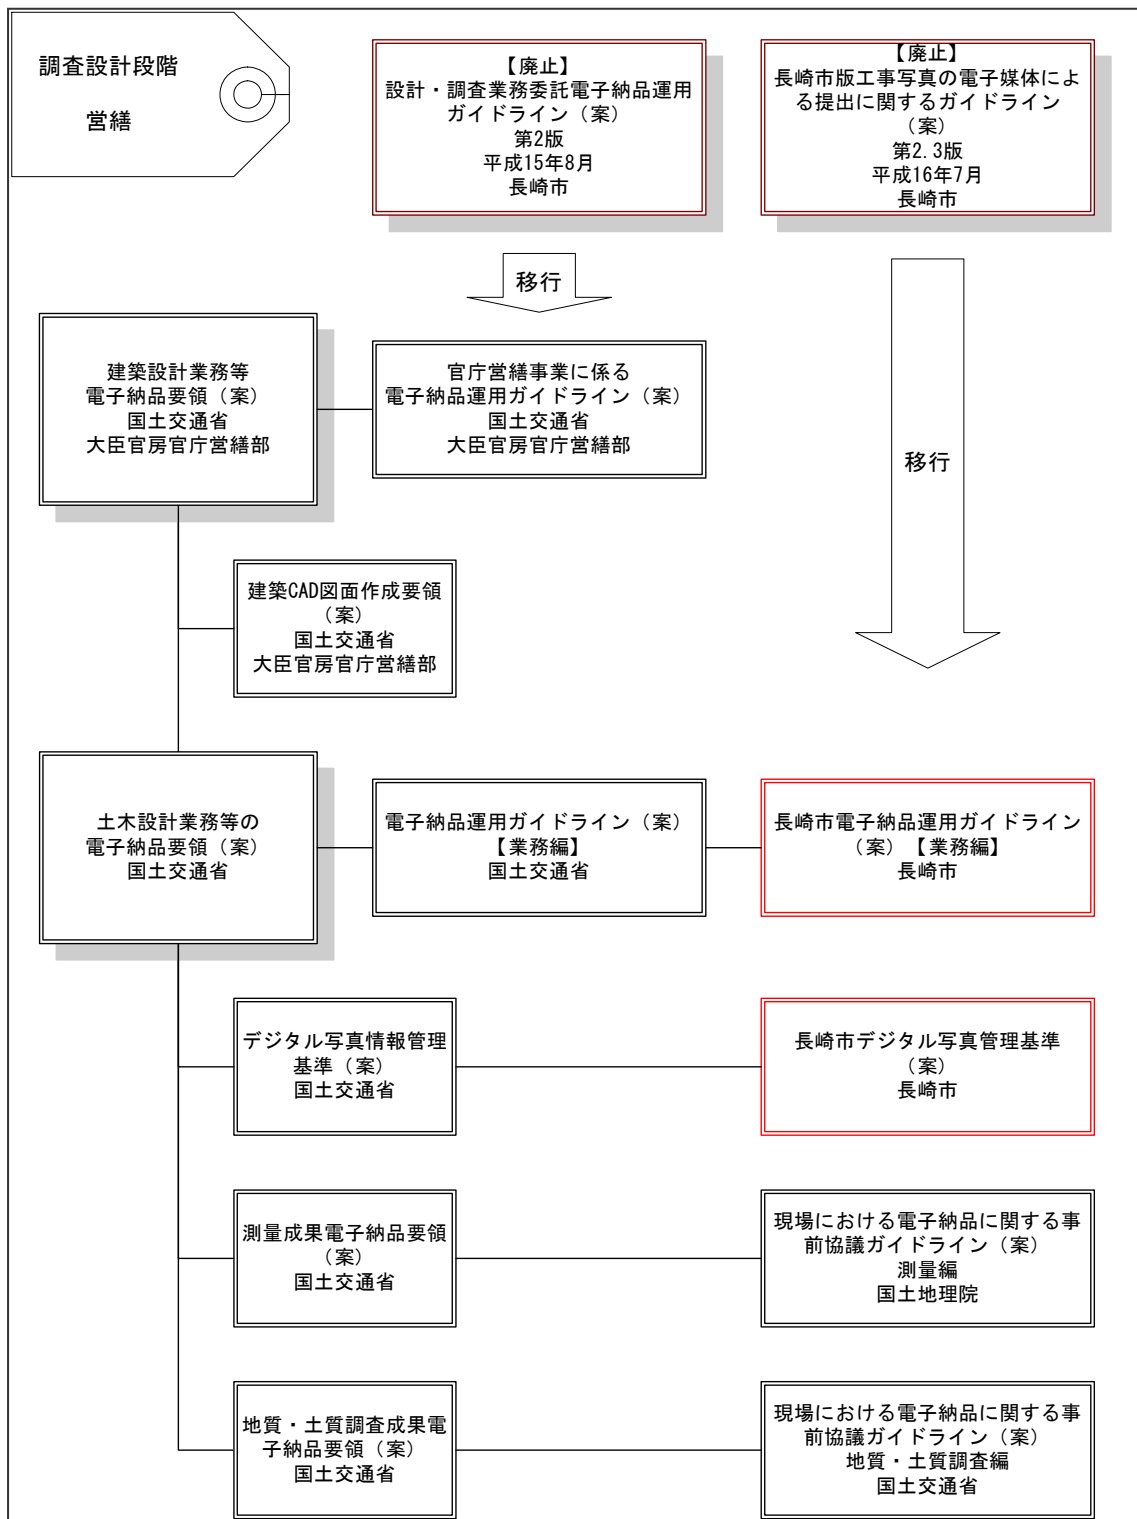 調査設計段階
営繕
【廃止】
設計・調査業務委託電子納品運用
ガイドライン（案）
第2版
平成15年8月
長崎市
【廃止】
長崎市版工事写真の電子媒体によ
る提出に関するガイドライン
（案）
第2.3版
平成16年7月
長崎市
移行
移行
建築設計業務等
電子納品要領（案）
国土交通省
大臣官房官庁営繕部
官庁営繕事業に係る
電子納品運用ガイドライン（案）
国土交通省
大臣官房官庁営繕部
建築CAD図面作成要領
（案）
国土交通省
大臣官房官庁営繕部
土木設計業務等の
電子納品要領（案）
国土交通省
電子納品運用ガイドライン（案）
【業務編】
国土交通省
長崎市電子納品運用ガイドライン
（案）【業務編】
長崎市
デジタル写真情報管理
基準（案）
国土交通省
長崎市デジタル写真管理基準
（案）
長崎市
測量成果電子納品要領
（案）
国土交通省
現場における電子納品に関する事
前協議ガイドライン（案）
測量編
国土地理院
地質・土質調査成果電
子納品要領（案）
国土交通省
現場における電子納品に関する事
前協議ガイドライン（案）
地質・土質調査編
国土交通省